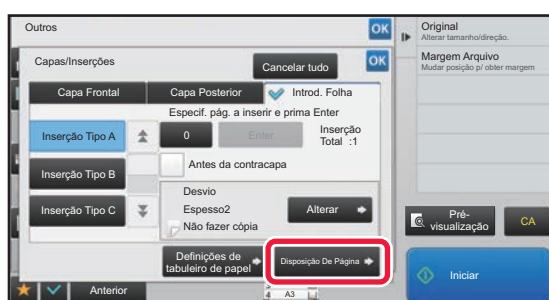 Outros
OK
Capas/Inserções
Cancelar tudo
OK
Capa Frontal
Capa Posterior
Introd. Folha
Especif. pág. a inserir e prima Enter
Inserção Tipo A
0
Enter
Inserção
Total :1
Inserção Tipo B
Antes da contracapa
Inserção Tipo C
Desvio
Espesso2
Não fazer cópia
Alterar
Definições de
tabuleiro de papel
Disposição De Página
Anterior
4
A3
Original
Alterar tamanho/direção.
Margem Arquivo
Mudar posição p/ obter margem
Pré-
visualização
CA
Iniciar